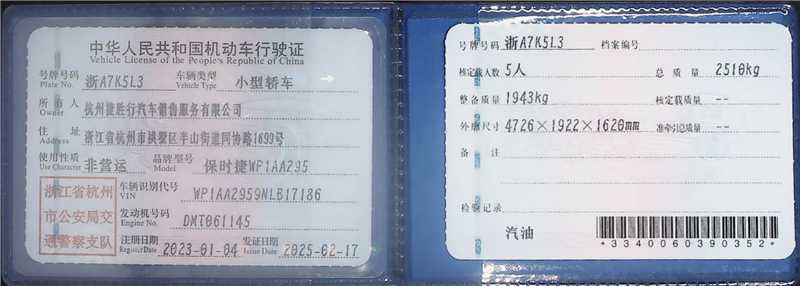 中华人民共和国机动车行驶证
Vehicle License of the People's Republic of China
号牌号码 Plate No. 浙A7K5L3 车辆类型 Vehicle Type 小型轿车
所有人 Owner 杭州捷胜行汽车销售服务有限公司
住址 Address 浙江省杭州市拱墅区半山街道同协路1699号
使用性质 Use Character 非营运 品牌型号 Model 保时捷WP1AA295
浙江省杭州
市公安局交
通警察支队
车辆识别代号 VIN WP1AA2959NLB17186
发动机号码 Engine No. DMT061145
注册日期 Register Date 2023-01-04 发证日期 Issue Date 2025-02-17
号牌号码 浙A7K5L3 档案编号
核定载人数 5人 总质量 2510kg
整备质量 1943kg 核定载质量 --
外廓尺寸 4726×1922×1620mm 准牵引总质量 --
备注
检验记录
汽油
*3340060390352*